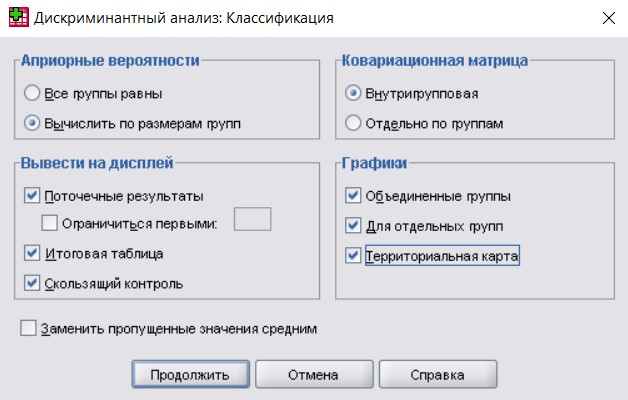 Дискриминантный анализ: Классификация
Априорные вероятности
Все группы равны
Вычислить по размерам групп
Ковариационная матрица
Внутригрупповая
Отдельно по группам
Вывести на дисплей
Поточечные результаты
Ограничиться первыми:
Итоговая таблица
Скользящий контроль
Графики
Объединенные группы
Для отдельных групп
Территориальная карта
Заменить пропущенные значения средним
Продолжить
Отмена
Справка